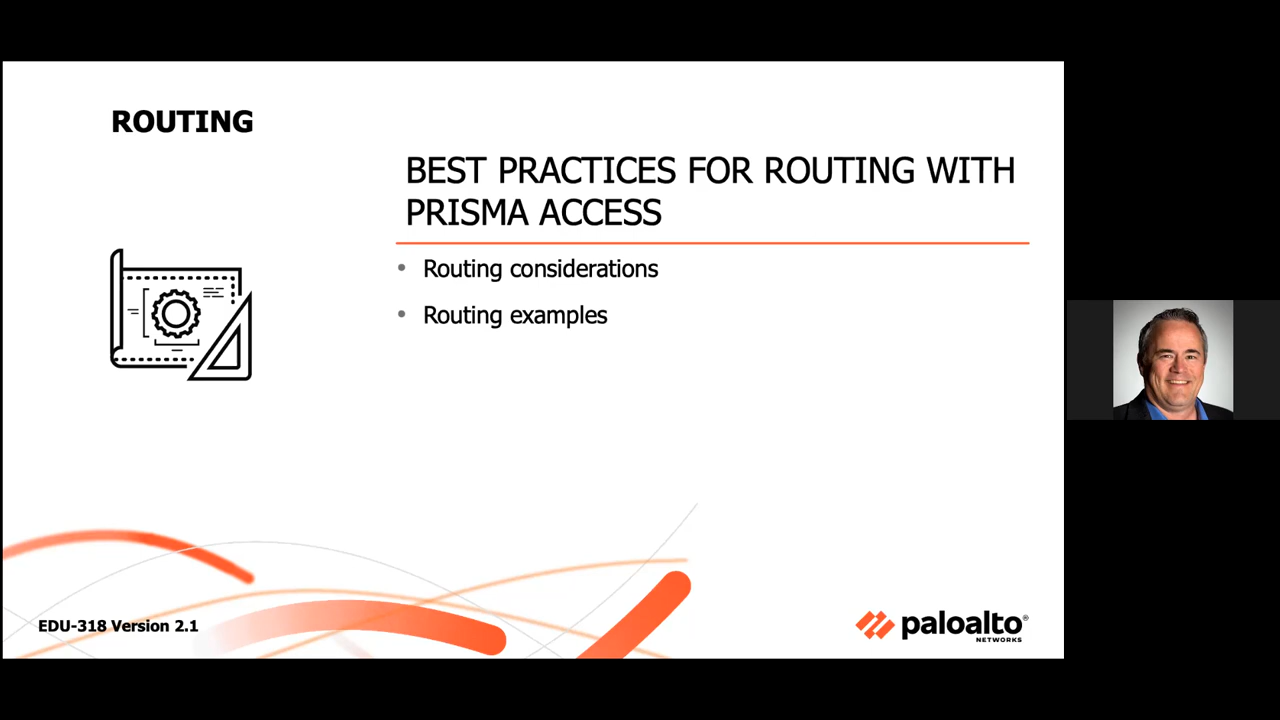 ROUTING
BEST PRACTICES FOR ROUTING WITH
PRISMA ACCESS
• Routing considerations
• Routing examples
EDU-318 Version 2.1
paloalto®
NETWORKS